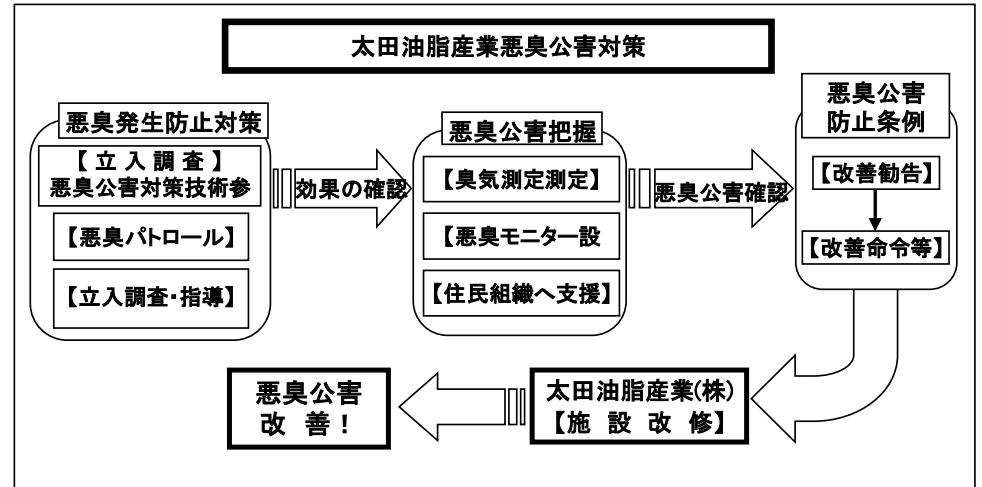 太田油脂産業悪臭公害対策
悪臭発生防止対策
【 立 入 調 査 】
悪臭公害対策技術参
【悪臭パトロール】
【立入調査・指導】
効果の確認
悪臭公害把握
【臭気測定測定】
【悪臭モニター設
【住民組織へ支援】
悪臭公害確認
悪臭公害
防止条例
【改善勧告】
【改善命令等】
太田油脂産業(株)
【施 設 改 修】
悪臭公害
改 善！